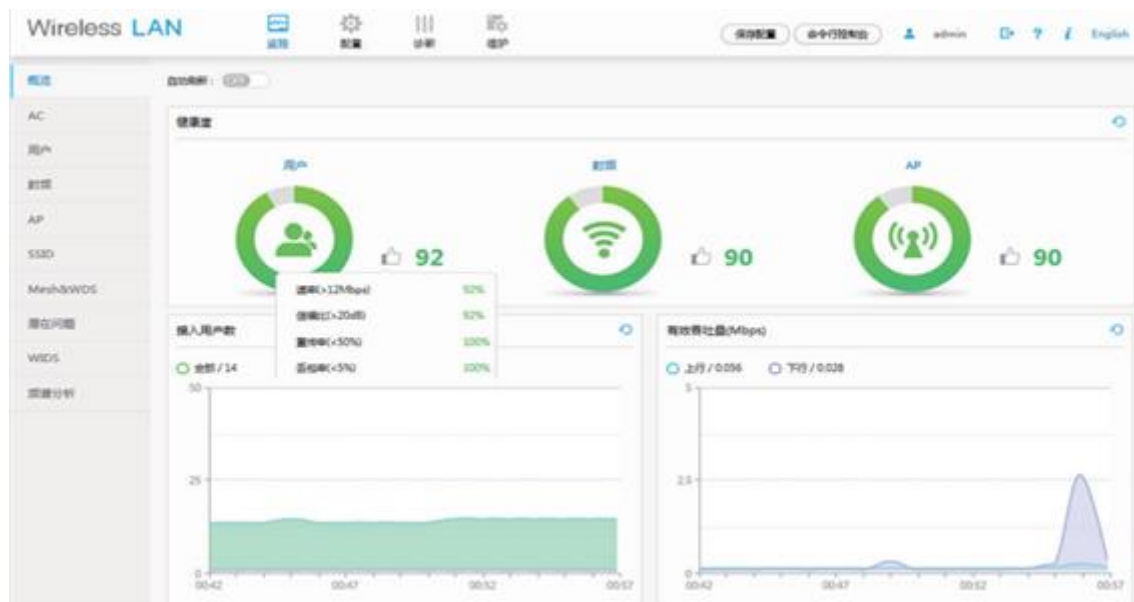 Wireless LAN
监控 配置 诊断 维护
保存配置 命令行控制台 admin ? i English
概览 自动刷新： OFF
AC
用户
射频
AP
SSID
Mesh&WDS
潜在问题
WIDS
频谱分析
健康度
用户 射频 AP
92 90 90
速率(>12Mbps) 92%
信噪比(>20dB) 92%
重传率(<50%) 100%
丢包率(<5%) 100%
接入用户数
全部 / 14
50
25
0
00:42 00:47 00:52 00:57
有效吞吐量(Mbps)
上行 / 0.056 下行 / 0.028
5
2.5
0
00:42 00:47 00:52 00:57